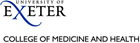 UNIVERSITY OF
EXETER
COLLEGE OF MEDICINE AND HEALTH